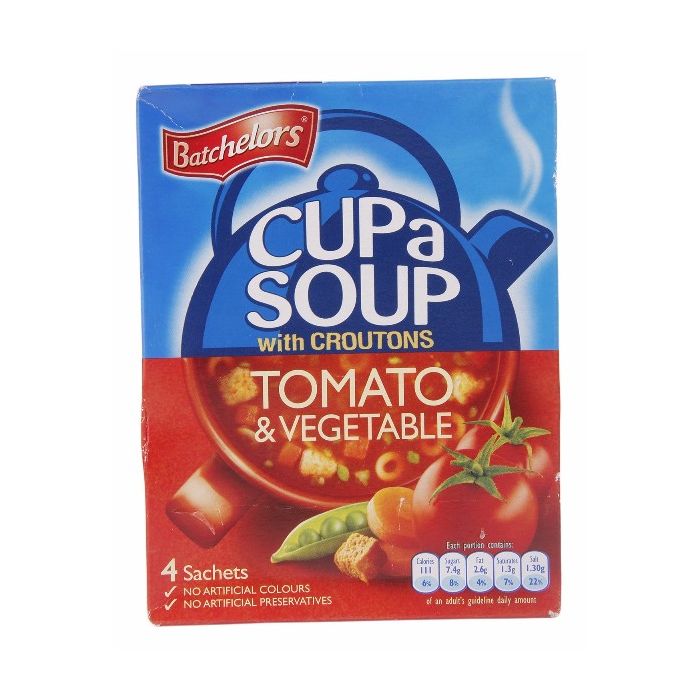 Batchelors®
CUPa
SOUP
with CROUTONS
TOMATO
& VEGETABLE
Each portion contains:
Calories Sugars Fat Saturates Salt
111 7.4g 2.6g 1.3g 1.30g
6% 8% 4% 7% 22%
of an adult's guideline daily amount
4 Sachets
✓ NO ARTIFICIAL COLOURS
✓ NO ARTIFICIAL PRESERVATIVES